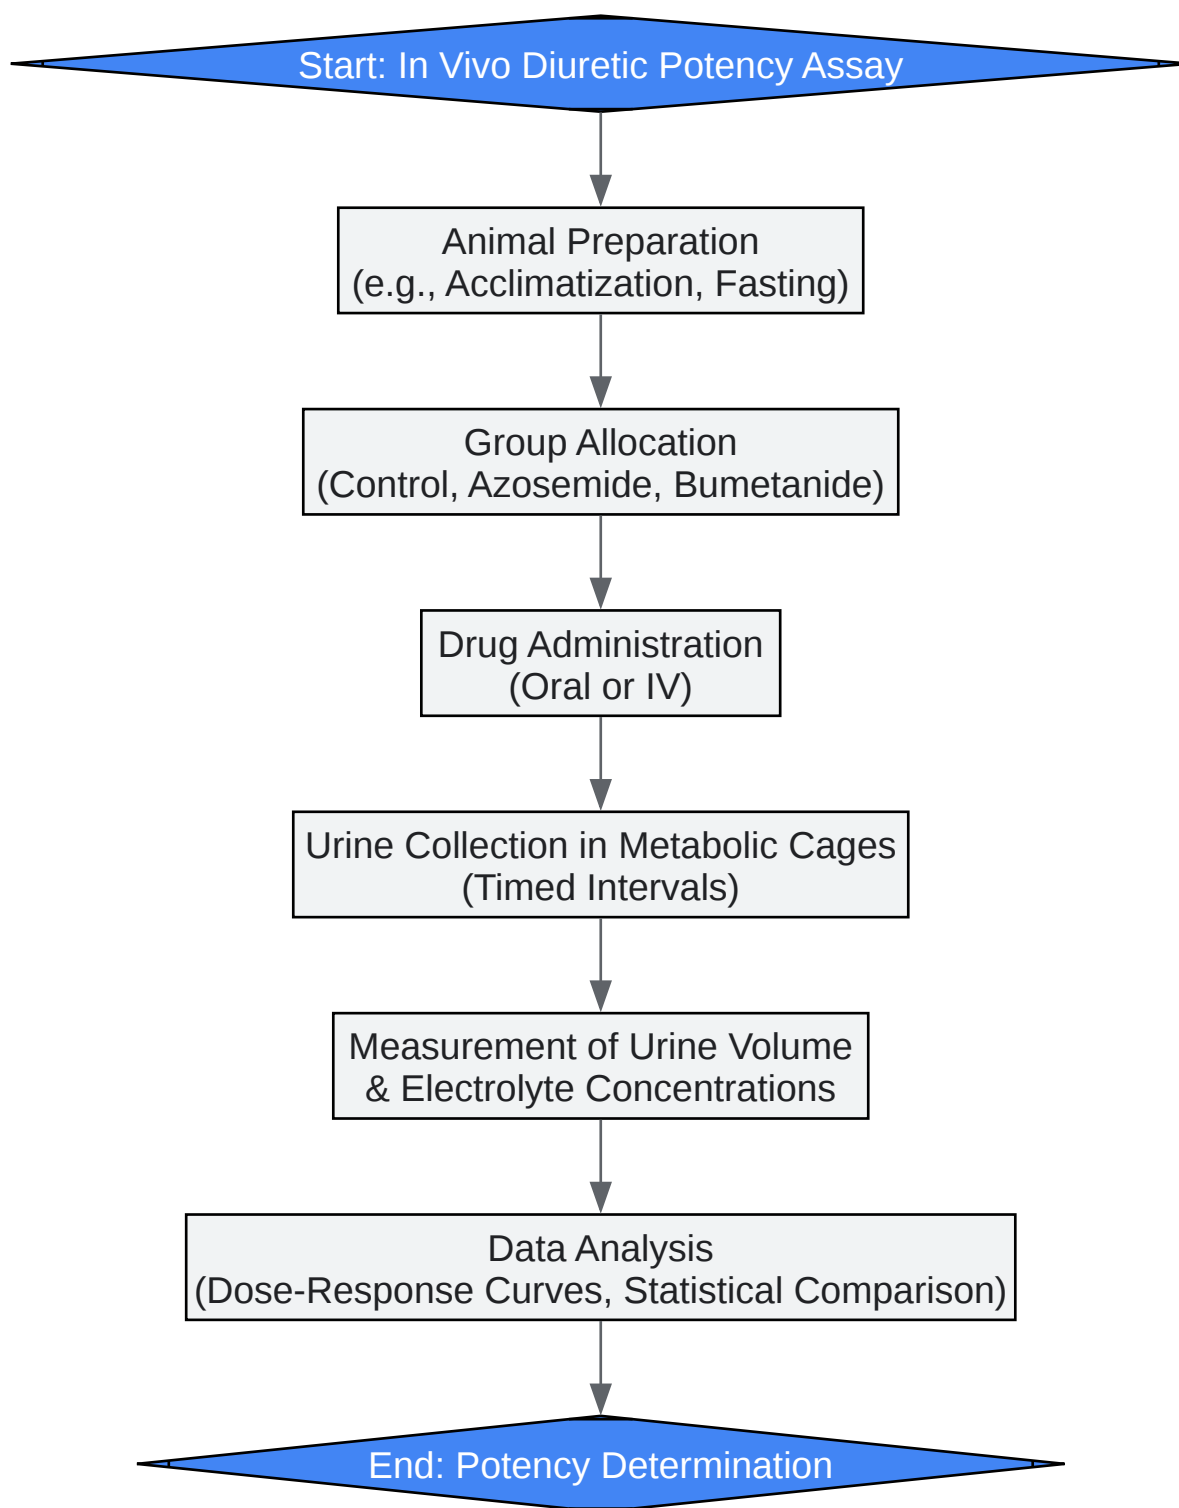 Start: In Vivo Diuretic Potency Assay
Animal Preparation
(e.g., Acclimatization, Fasting)
Group Allocation
(Control, Azosemide, Bumetanide)
Drug Administration
(Oral or IV)
Urine Collection in Metabolic Cages
(Timed Intervals)
Measurement of Urine Volume
& Electrolyte Concentrations
Data Analysis
(Dose-Response Curves, Statistical Comparison)
End: Potency Determination